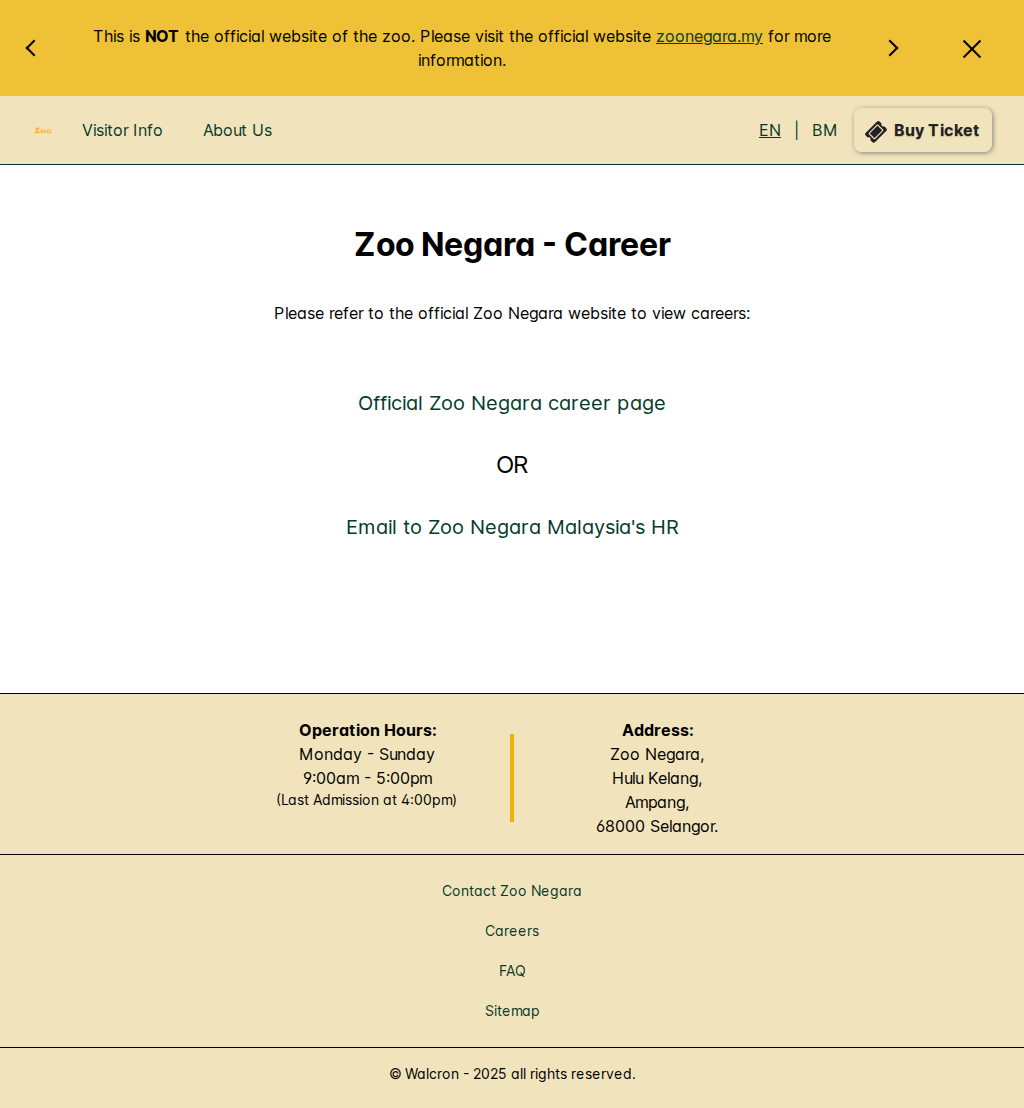 This is NOT the official website of the zoo. Please visit the official website zoonegara.my for more
information.
Zoo
Visitor Info
About Us
EN | BM
Buy Ticket
Zoo Negara - Career
Please refer to the official Zoo Negara website to view careers:
Official Zoo Negara career page
OR
Email to Zoo Negara Malaysia's HR
Operation Hours:
Monday - Sunday
9:00am - 5:00pm
(Last Admission at 4:00pm)
Address:
Zoo Negara,
Hulu Kelang,
Ampang,
68000 Selangor.
Contact Zoo Negara
Careers
FAQ
Sitemap
© Walcron - 2025 all rights reserved.